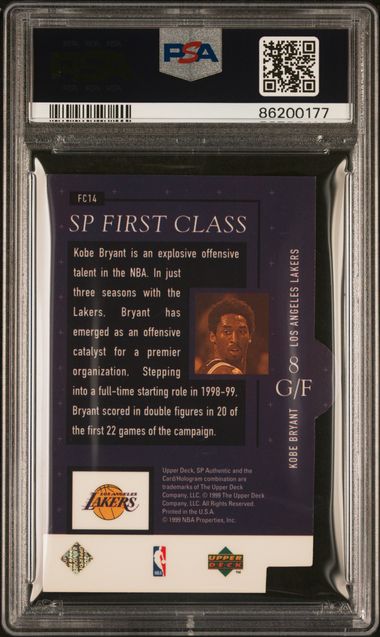 PSA
86200177
FC14
SP FIRST CLASS
Kobe Bryant is an explosive offensive
talent in the NBA. In just
three seasons with the
Lakers, Bryant has
emerged as an offensive
catalyst for a premier
organization. Stepping
into a full-time starting role in 1998-99,
Bryant scored in double figures in 20 of
the first 22 games of the campaign.
KOBE BRYANT 8 G/F LOS ANGELES LAKERS
LOS ANGELES
LAKERS
Upper Deck, SP Authentic and the
Card/Hologram combination are
trademarks of The Upper Deck
Company, LLC. © 1999 The Upper Deck
Company, LLC. All Rights Reserved.
Printed in the U.S.A.
© 1999 NBA Properties, Inc.
NBA
UPPER
DECK